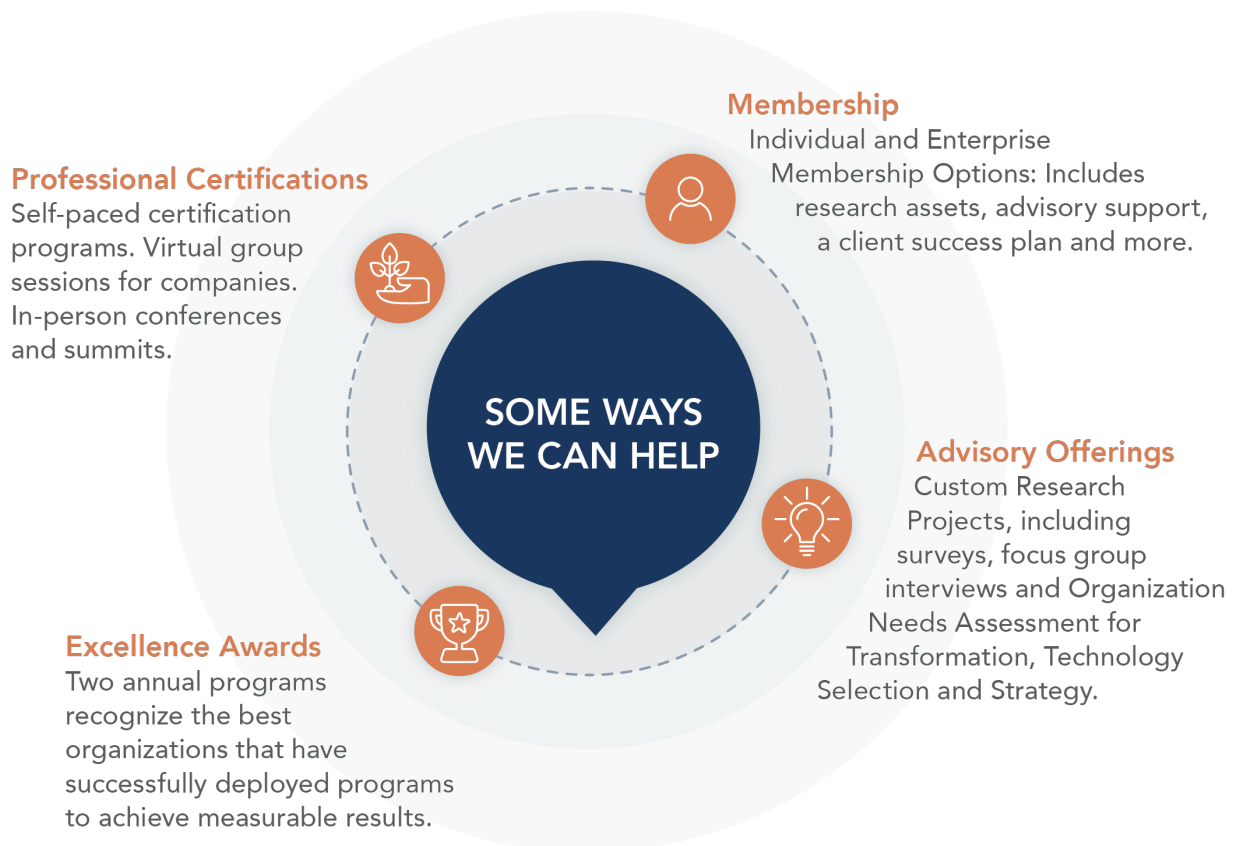 Membership
Individual and Enterprise
Membership Options: Includes
research assets, advisory support,
a client success plan and more.
Professional Certifications
Self-paced certification
programs. Virtual group
sessions for companies.
In-person conferences
and summits.
SOME WAYS
WE CAN HELP
Advisory Offerings
Custom Research
Projects, including
surveys, focus group
interviews and Organization
Needs Assessment for
Transformation, Technology
Selection and Strategy.
Excellence Awards
Two annual programs
recognize the best
organizations that have
successfully deployed programs
to achieve measurable results.